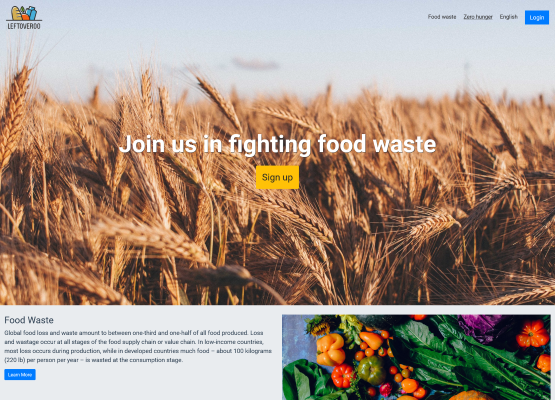 LEFTOVEROO
Food waste
Zero hunger
English
Login
Join us in fighting food waste
Sign up
Food Waste
Global food loss and waste amount to between one-third and one-half of all food produced. Loss
and wastage occur at all stages of the food supply chain or value chain. In low-income countries,
most loss occurs during production, while in developed countries much food – about 100 kilograms
(220 lb) per person per year – is wasted at the consumption stage.
Learn More